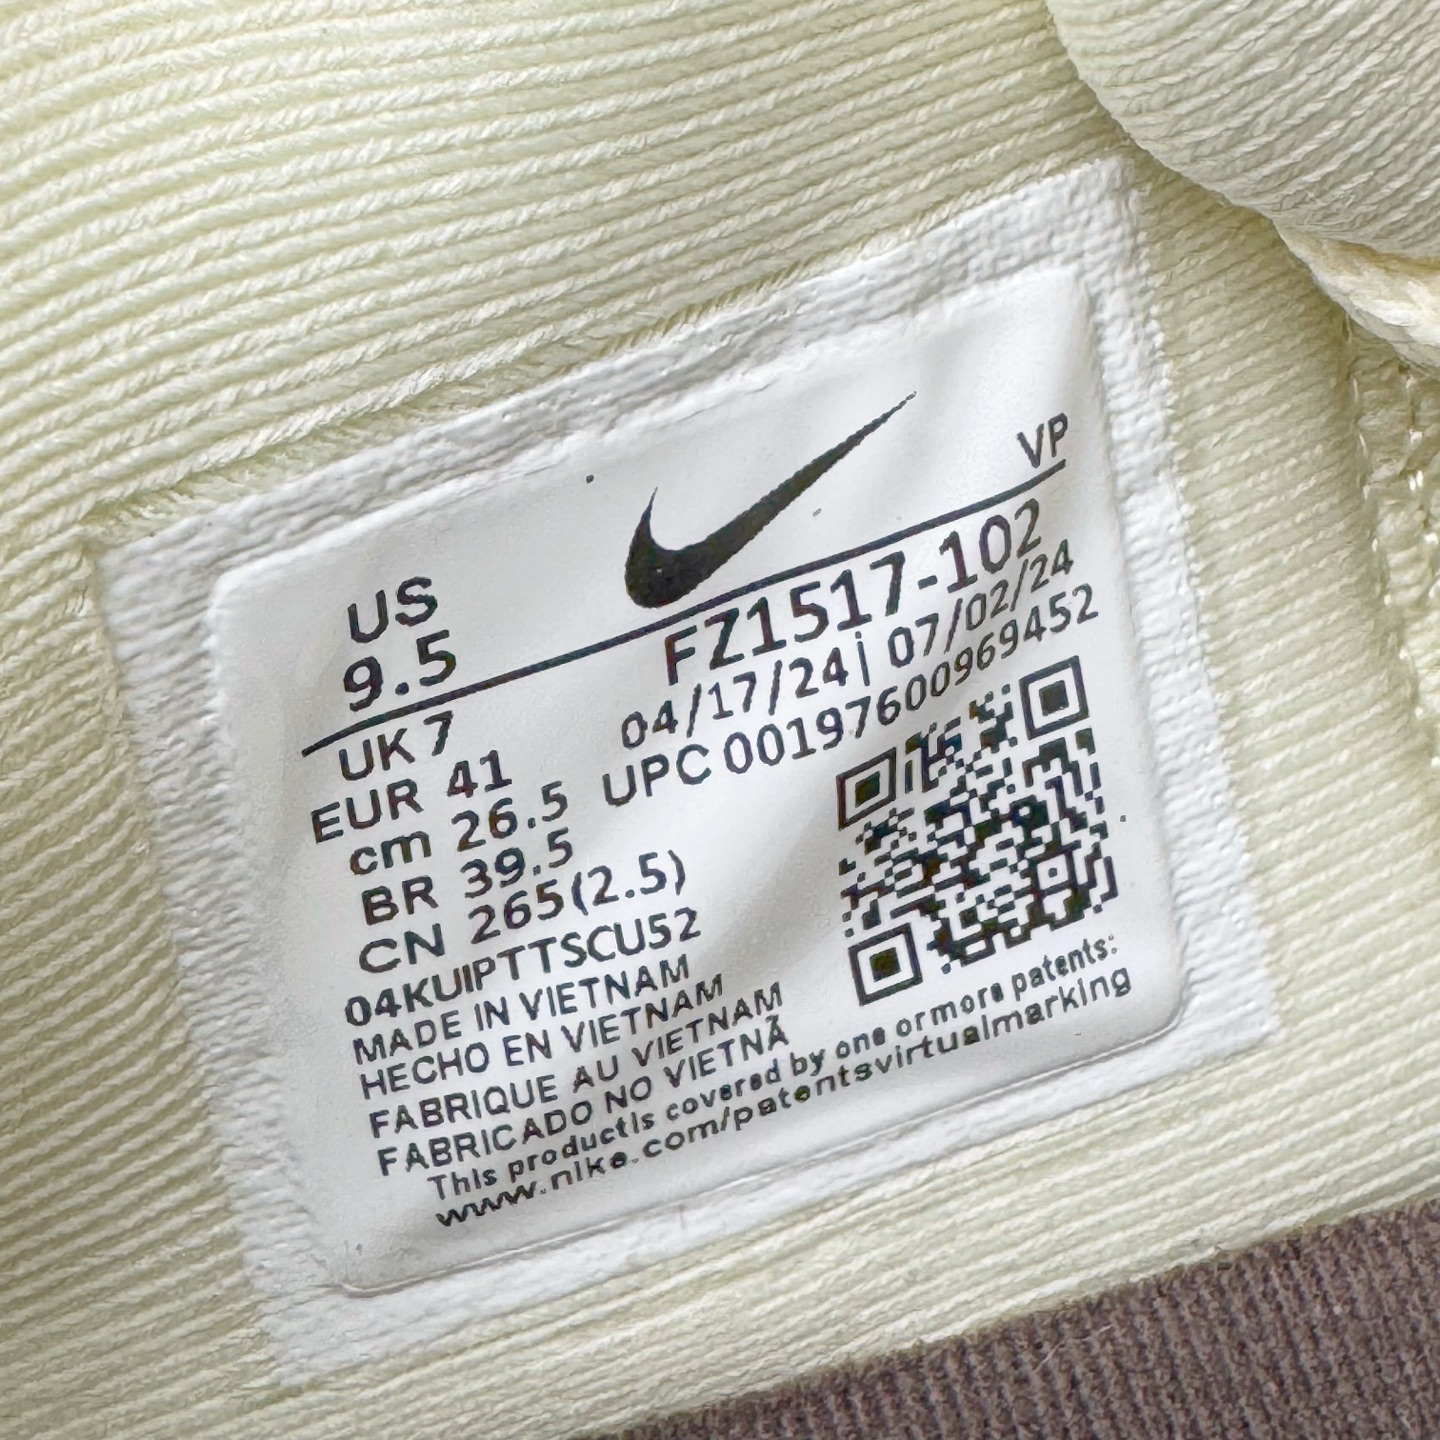 VP
US
9.5
FZ1517-102
04/17/24| 07/02/24
UPC 00197600969452
UK 7
EUR 41
cm 26.5
BR 39.5
CN 265(2.5)
04KUIPTTSCU52
MADE IN VIETNAM
HECHO EN VIETNAM
FABRIQUE AU VIETNAM
FABRICADO NO VIETNÃ
This productis covered by one ormore patents:
www.nike.com/patentsvirtualmarking